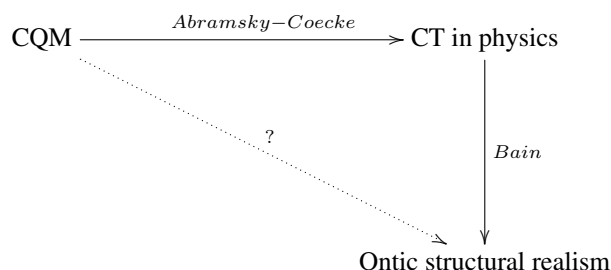 Abramsky−Coecke
CQM CT in physics
?
Bain
Ontic structural realism